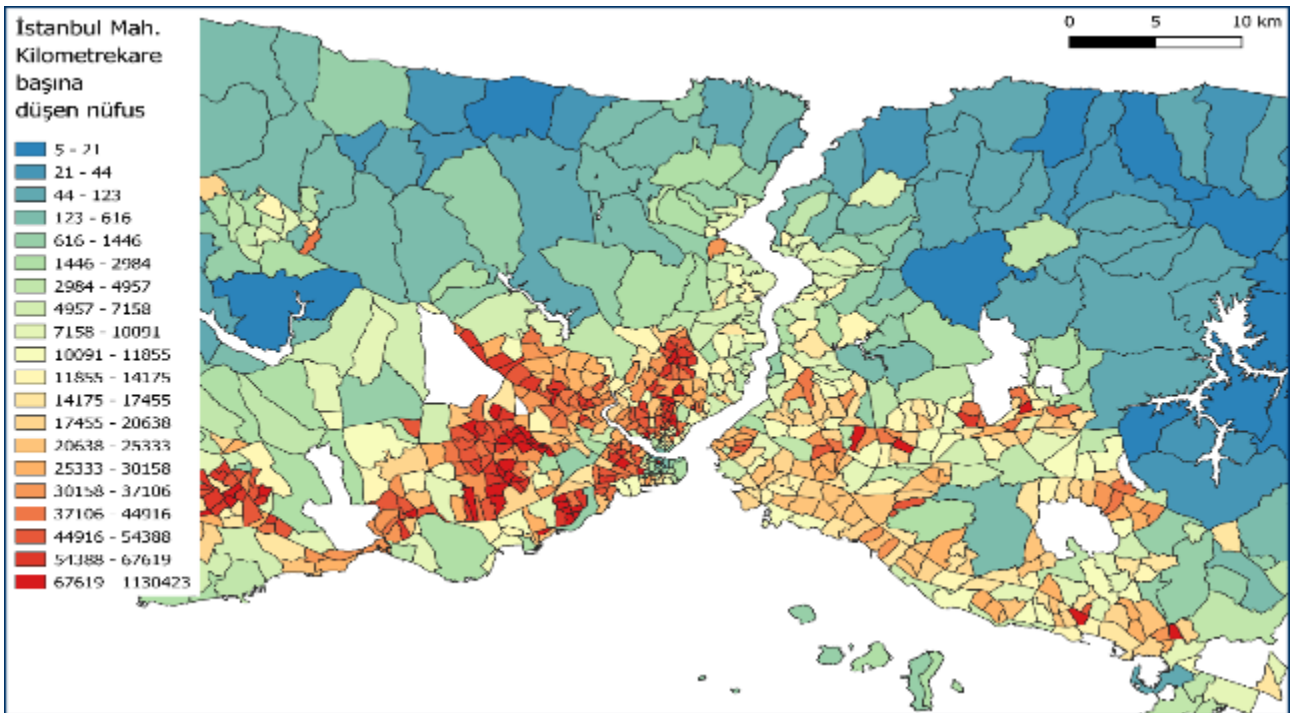 İstanbul Mah.
Kilometrekare
başına
düşen nüfus
5 - 21
21 - 44
44 - 123
123 - 616
616 - 1446
1446 - 2984
2984 - 4957
4957 - 7158
7158 - 10091
10091 - 11855
11855 - 14175
14175 - 17455
17455 - 20638
20638 - 25333
25333 - 30158
30158 - 37106
37106 - 44916
44916 - 54388
54388 - 67619
67619 1130423
0 5 10 km